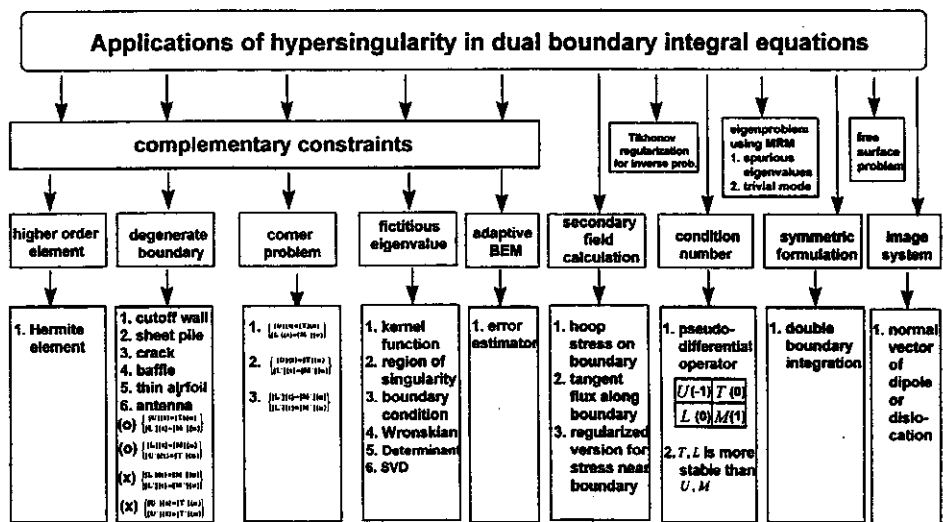 Applications of hypersingularity in dual boundary integral equations
complementary constraints
Tikhonov
regularization
for inverse prob.
eigenproblem
using MRM
1. spurious
eigenvalues
2. trivial mode
free
surface
problem
higher order
element
degenerate
boundary
corner
problem
fictitious
eigenvalue
adaptive
BEM
secondary
field
calculation
condition
number
symmetric
formulation
image
system
1. Hermite
element
1. cutoff wall
2. sheet pile
3. crack
4. baffle
5. thin airfoil
6. antenna
(o)
(o)
(x)
(x)
1.
2.
3.
1. kernel
function
2. region of
singularity
3. boundary
condition
4. Wronskian
5. Determinant
6. SVD
1. error
estimator
1. hoop
stress on
boundary
2. tangent
flux along
boundary
3. regularized
version for
stress near
boundary
1. pseudo-
differential
operator
U(-1) T (0)
L (0) M(1)
2. T, L is more
stable than
U, M
1. double
boundary
integration
1. normal
vector
of
dipole
or
dislo-
cation